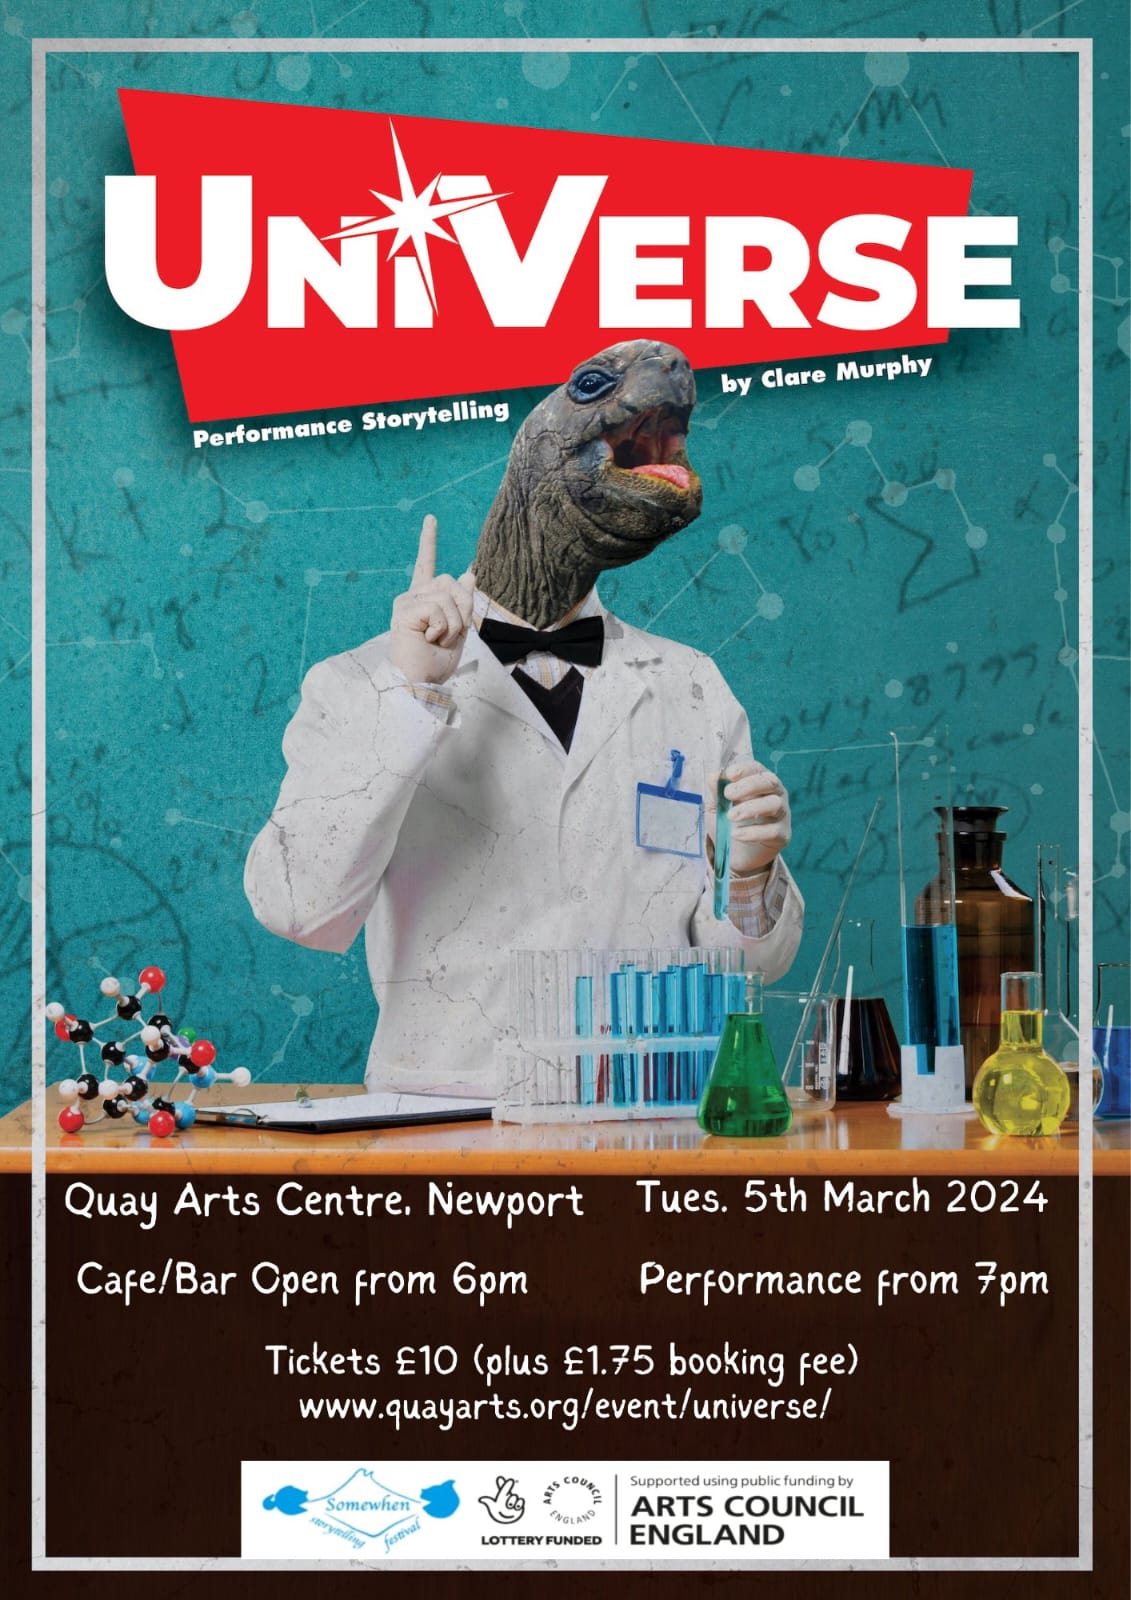 UNIVERSE
Performance Storytelling
by Clare Murphy
Quay Arts Centre, Newport
Tues. 5th March 2024
Cafe/Bar Open from 6pm
Performance from 7pm
Tickets £10 (plus £1.75 booking fee)
www.quayarts.org/event/universe/
Somewhen
storytelling
festival
LOTTERY FUNDED
ARTS COUNCIL
ENGLAND
Supported using public funding by
ARTS COUNCIL
ENGLAND